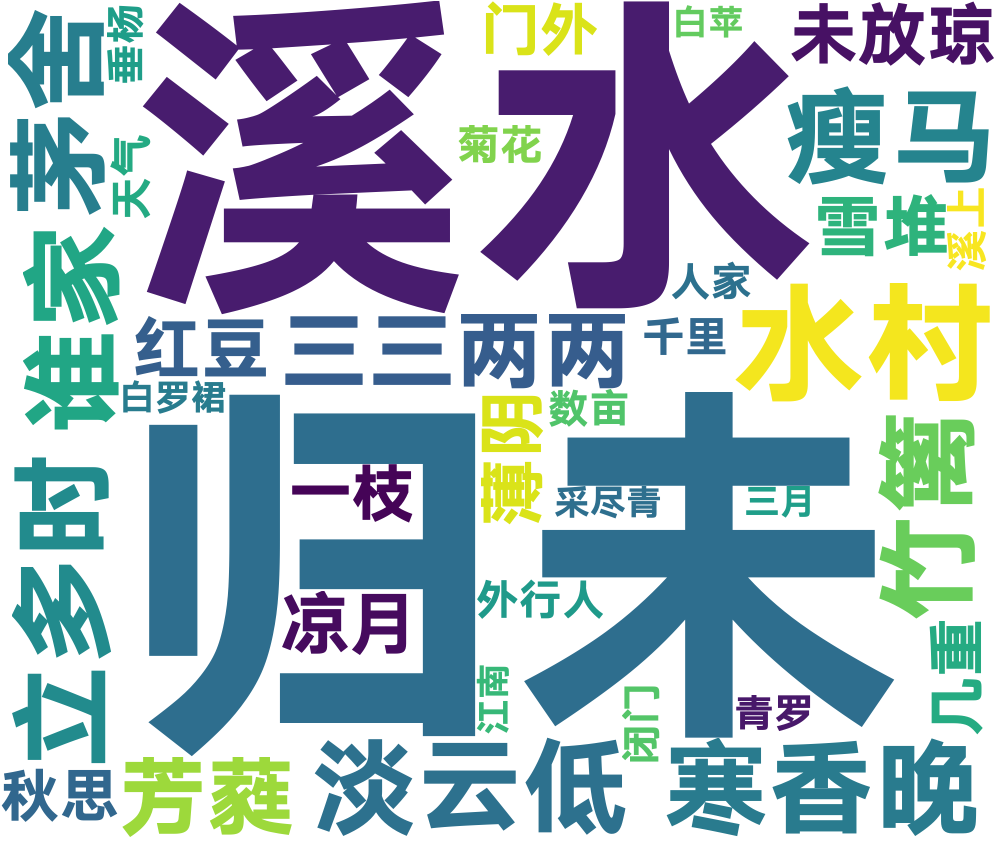 溪水
门外
白苹
未放琼
垂杨
茅舍
天气
菊花
瘦马
雪堆
溪上
谁家
人家
红豆
三三两两
千里
水村
白罗裙
归未
薄阴
数亩
一枝
采尽青
三月
竹篱
立多时
凉月
外行人
几重
江南
闭门
青罗
秋思
芳蕤
淡云低
寒香晚